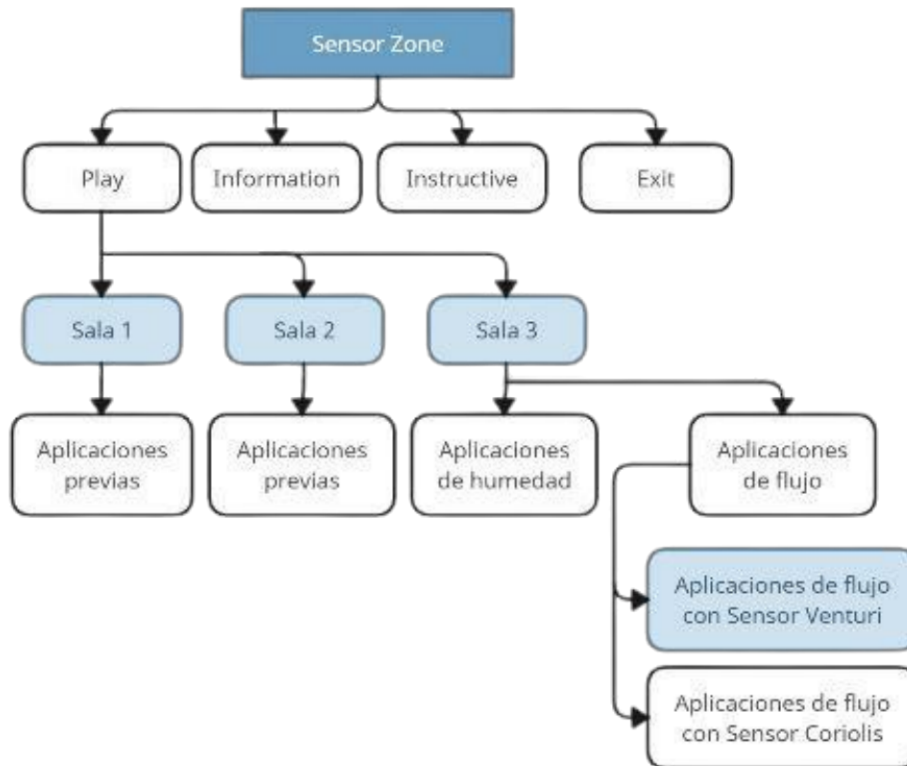 Sensor Zone
Play
Information
Instructive
Exit
Sala 1
Sala 2
Sala 3
Aplicaciones
previas
Aplicaciones
previas
Aplicaciones
de humedad
Aplicaciones
de flujo
Aplicaciones de flujo
con Sensor Venturi
Aplicaciones de flujo
con Sensor Coriolis